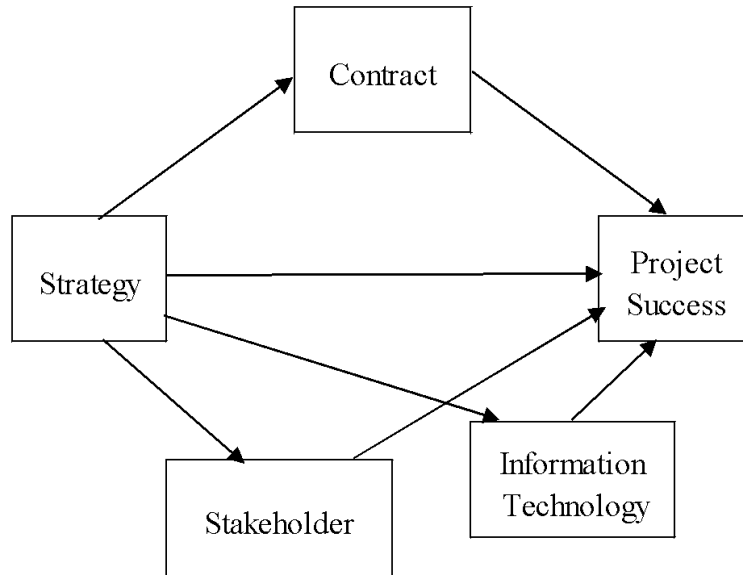 Contract
Strategy
Project
Success
Information
Technology
Stakeholder